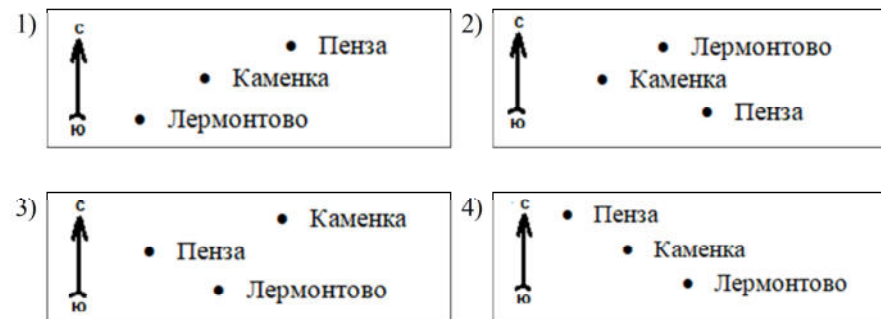 1)
С
Пенза
Каменка
Лермонтово
Ю
2)
С
Лермонтово
Каменка
Пенза
Ю
3)
С
Каменка
Пенза
Лермонтово
Ю
4)
С
Пенза
Каменка
Лермонтово
Ю